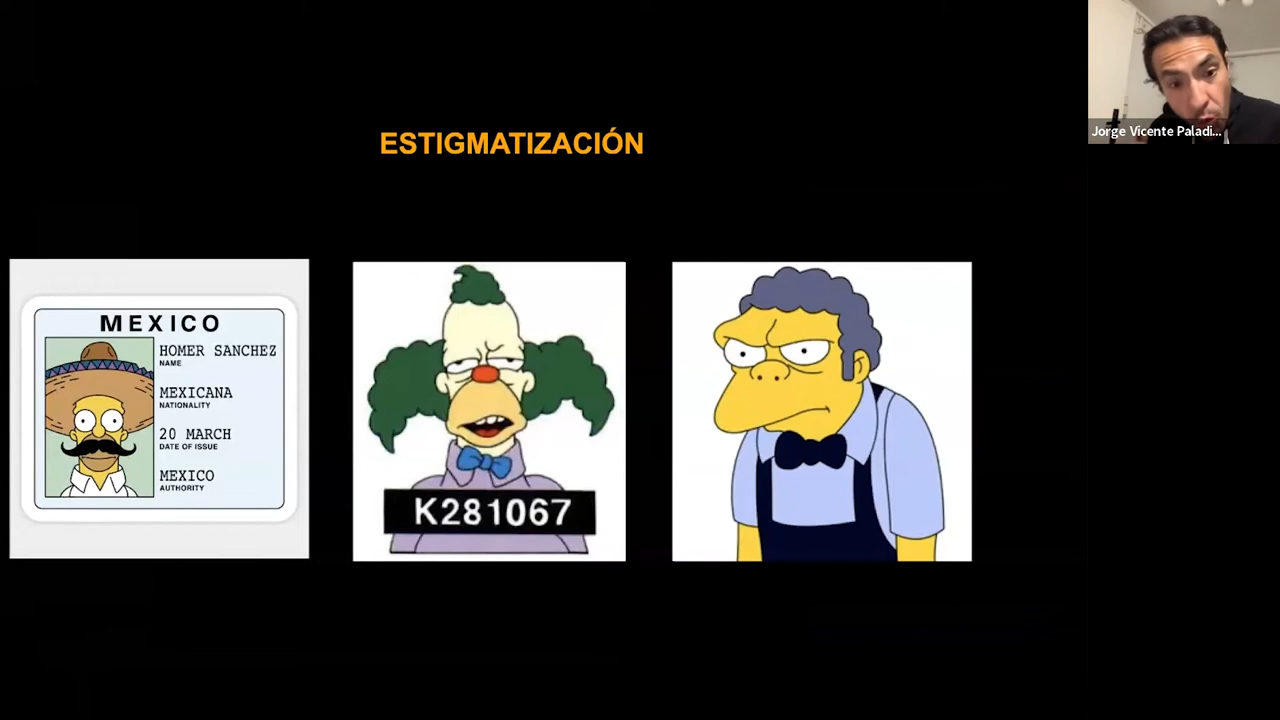 ESTIGMATIZACIÓN
Jorge Vicente Paladi...
MEXICO
HOMER SANCHEZ
NAME
MEXICANA
NATIONALITY
20 MARCH
DATE OF ISSUE
MEXICO
AUTHORITY
K281067